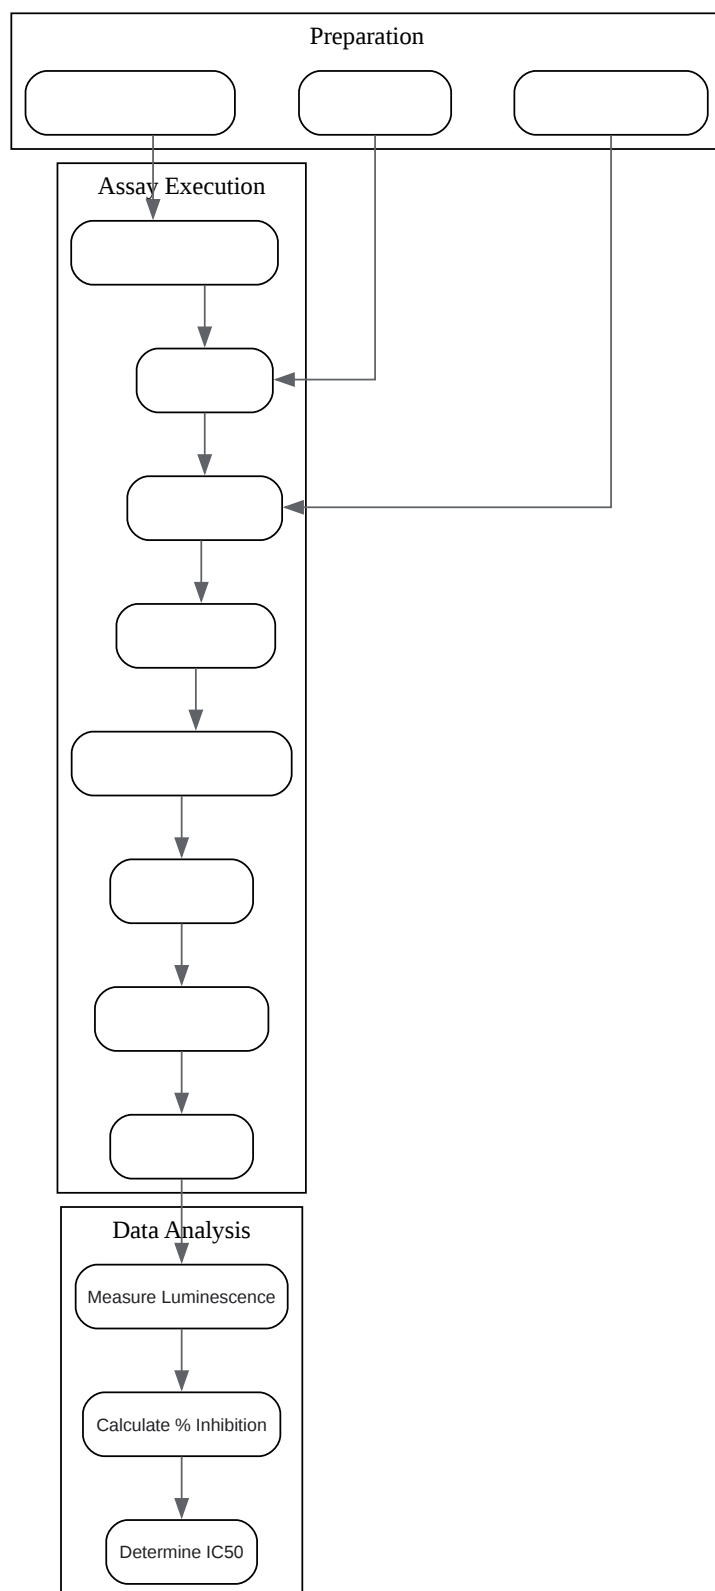 Preparation
Assay Execution
Data Analysis
Measure Luminescence
Calculate % Inhibition
Determine IC50